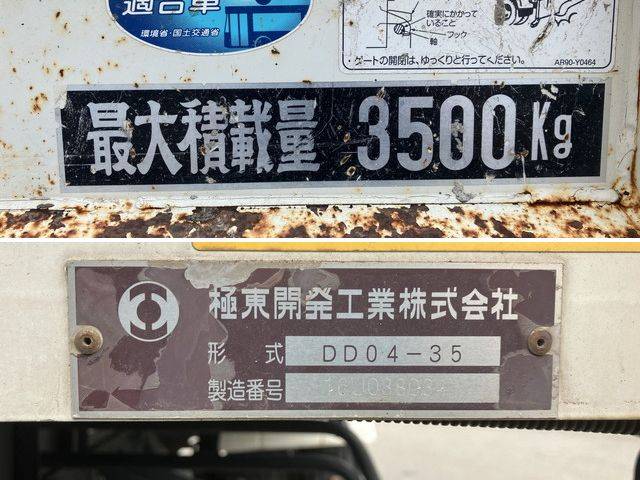 適合車
環境省・国土交通省
確実にかかって
いること
フック
軸
・ゲートの開閉は、ゆっくりと行ってください。
AR90-Y0464
最大積載量 3500Kg
極東開発工業株式会社
形式 DD04-35
製造番号